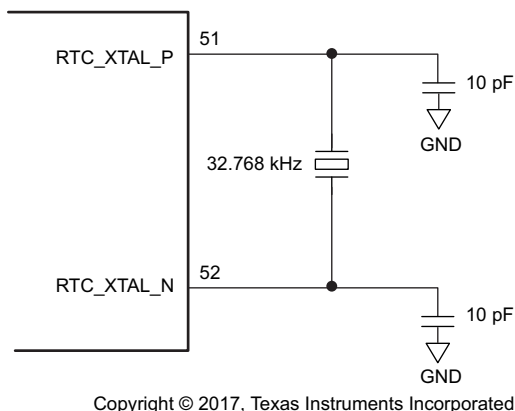 51
RTC_XTAL_P
10 pF
GND
32.768 kHz
52
RTC_XTAL_N
10 pF
GND
Copyright © 2017, Texas Instruments Incorporated